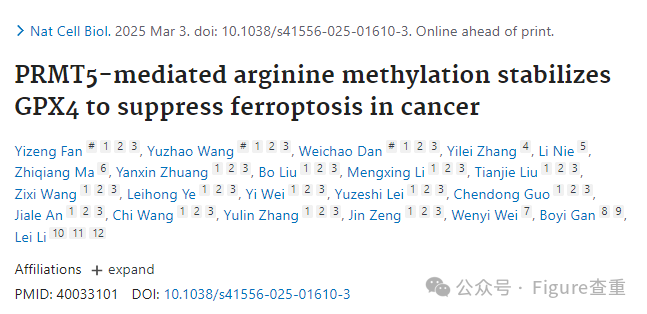 Nat Cell Biol. 2025 Mar 3. doi: 10.1038/s41556-025-01610-3. Online ahead of print.
PRMT5-mediated arginine methylation stabilizes
GPX4 to suppress ferroptosis in cancer
Yizeng Fan # 1 2 3, Yuzhao Wang # 1 2 3, Weichao Dan # 1 2 3, Yilei Zhang 4, Li Nie 5,
Zhiqiang Ma 6, Yanxin Zhuang 1 2 3, Bo Liu 1 2 3, Mengxing Li 1 2 3, Tianjie Liu 1 2 3,
Zixi Wang 1 2 3, Leihong Ye 1 2 3, Yi Wei 1 2 3, Yuzeshi Lei 1 2 3, Chendong Guo 1 2 3,
Jiale An 1 2 3, Chi Wang 1 2 3, Yulin Zhang 1 2 3, Jin Zeng 1 2 3, Wenyi Wei 7, Boyi Gan 8 9,
Lei Li 10 11 12
Affiliations + expand
PMID: 40033101 DOI: 10.1038/s41556-025-01610-3
公众号 · Figure查重